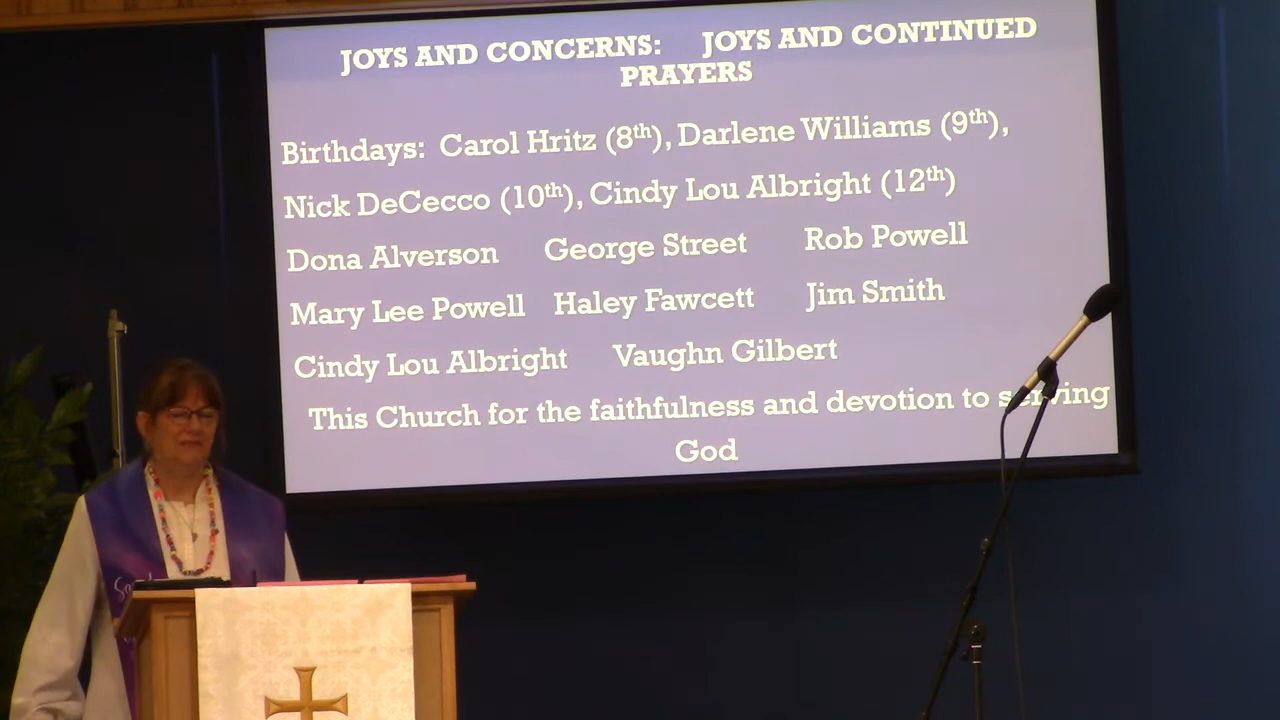 JOYS AND CONCERNS: JOYS AND CONTINUED
PRAYERS
Birthdays: Carol Hritz (8th), Darlene Williams (9th),
Nick DeCecco (10th), Cindy Lou Albright (12th)
Dona Alverson George Street Rob Powell
Mary Lee Powell Haley Fawcett Jim Smith
Cindy Lou Albright Vaughn Gilbert
This Church for the faithfulness and devotion to serving
God